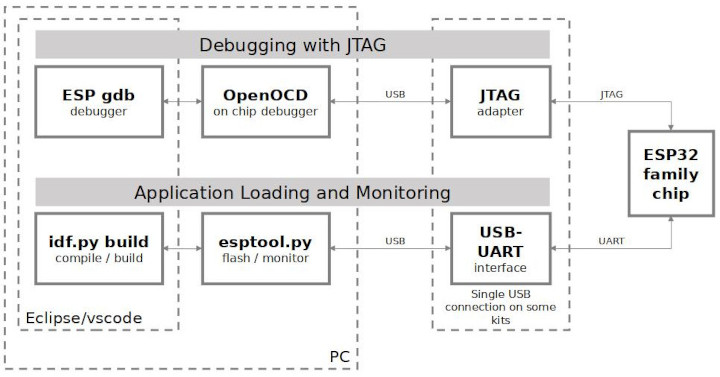 Debugging with JTAG
ESP gdb
debugger
OpenOCD
on chip debugger
USB
JTAG
adapter
JTAG
ESP32
family
chip
Application Loading and Monitoring
idf.py build
compile / build
esptool.py
flash / monitor
USB
USB-
UART
interface
UART
Single USB
connection on some
kits
Eclipse/vscode
PC